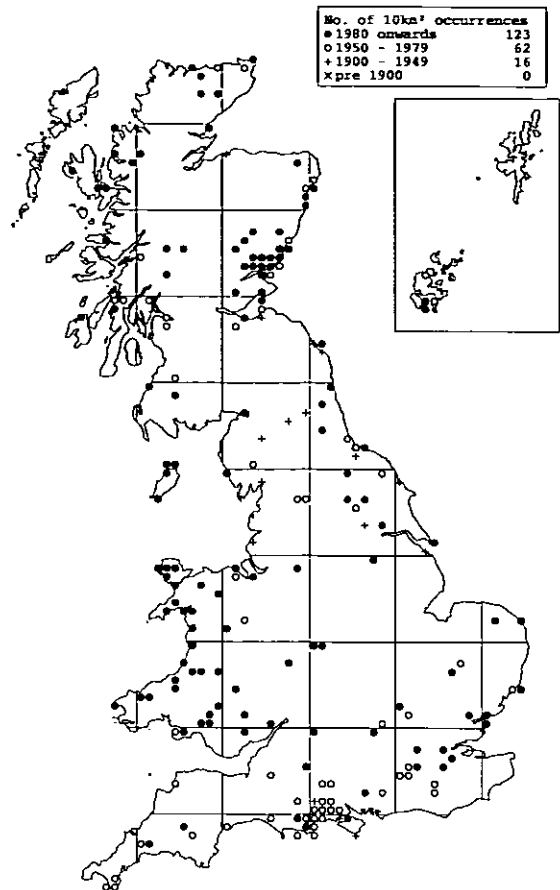 No. of 10km² occurrences
● 1980 onwards 123
○ 1950 - 1979 62
+ 1900 - 1949 16
× pre 1900 0